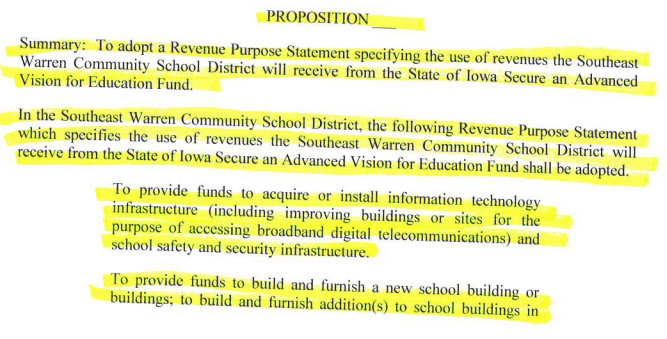 PROPOSITION ___
Summary: To adopt a Revenue Purpose Statement specifying the use of revenues the Southeast
Warren Community School District will receive from the State of Iowa Secure an Advanced
Vision for Education Fund.
In the Southeast Warren Community School District, the following Revenue Purpose Statement
which specifies the use of revenues the Southeast Warren Community School District will
receive from the State of Iowa Secure an Advanced Vision for Education Fund shall be adopted.
To provide funds to acquire or install information technology
infrastructure (including improving buildings or sites for the
purpose of accessing broadband digital telecommunications) and
school safety and security infrastructure.
To provide funds to build and furnish a new school building or
buildings; to build and furnish addition(s) to school buildings in